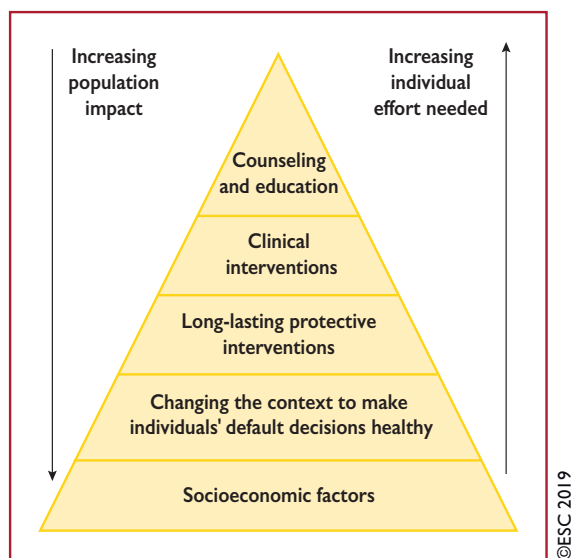 Increasing
population
impact
Increasing
individual
effort needed
Counseling
and education
Clinical
interventions
Long-lasting protective
interventions
Changing the context to make
individuals' default decisions healthy
Socioeconomic factors
©ESC 2019